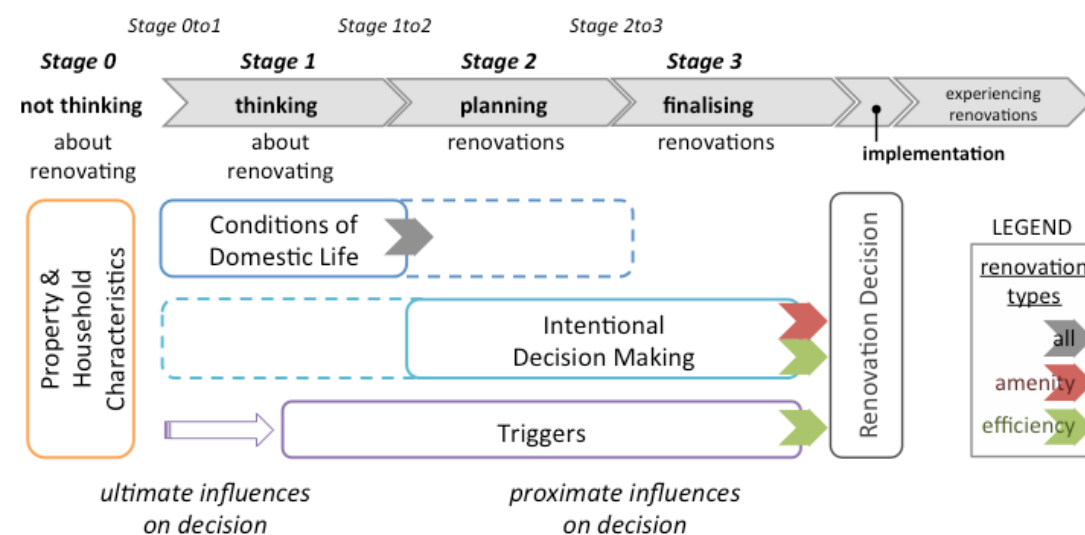 Stage 0to1
Stage 1to2
Stage 2to3
Stage 0
Stage 1
Stage 2
Stage 3
not thinking
thinking
planning
finalising
experiencing
renovations
about
renovating
about
renovating
renovations
renovations
implementation
Property &
Household
Characteristics
Conditions of
Domestic Life
Intentional
Decision Making
Triggers
Renovation Decision
LEGEND
renovation
types
all
amenity
efficiency
ultimate influences
on decision
proximate influences
on decision